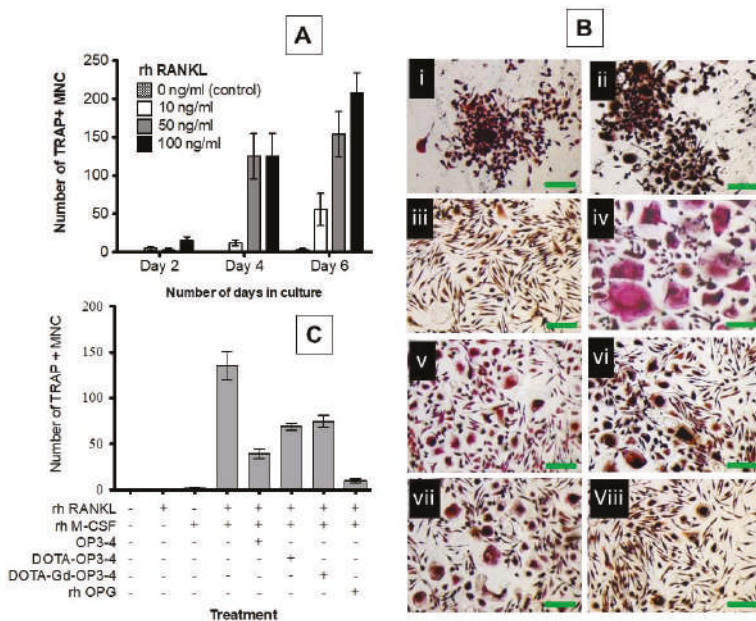 A
rh RANKL
0 ng/ml (control)
10 ng/ml
50 ng/ml
100 ng/ml
Number of TRAP+ MNC
250
200
150
100
50
0
Day 2 Day 4 Day 6
Number of days in culture
C
Number of TRAP + MNC
200
150
100
50
0
rh RANKL - + - + + + + +
rh M-CSF - - + + + + + +
OP3-4 - - - - + - - -
DOTA-OP3-4 - - - - - + - -
DOTA-Gd-OP3-4 - - - - - - + -
rh OPG - - - - - - - +
Treatment
B
i
ii
iii
iv
v
vi
vii
Viii